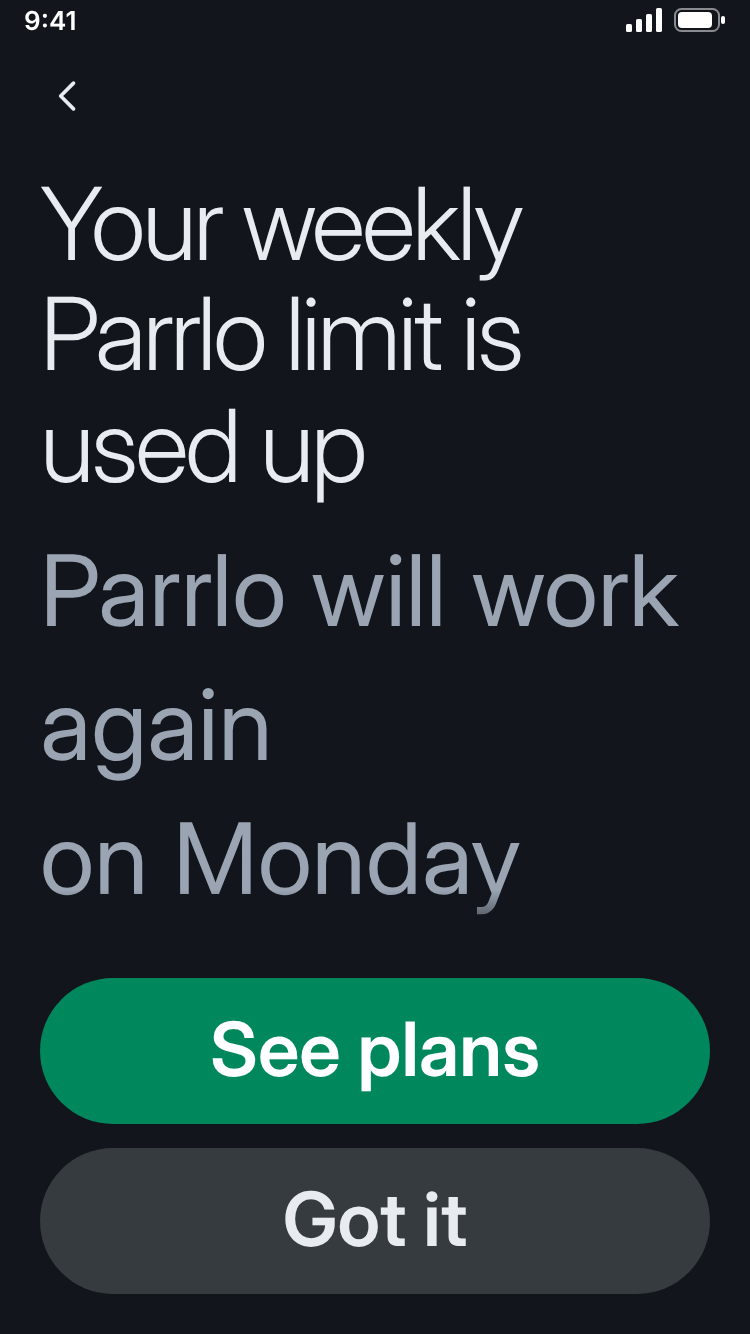 9:41
Your weekly
Parrlo limit is
used up
Parrlo will work
again
on Monday
See plans
Got it